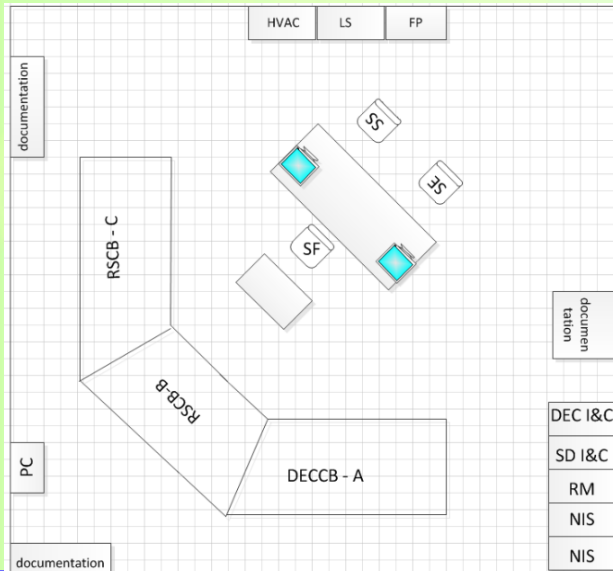 HVAC
LS
FP
documentation
SS
SE
SF
RSCB - C
documen
tation
RSCB-B
DEC I&C
SD I&C
PC
DECCB - A
RM
NIS
NIS
documentation